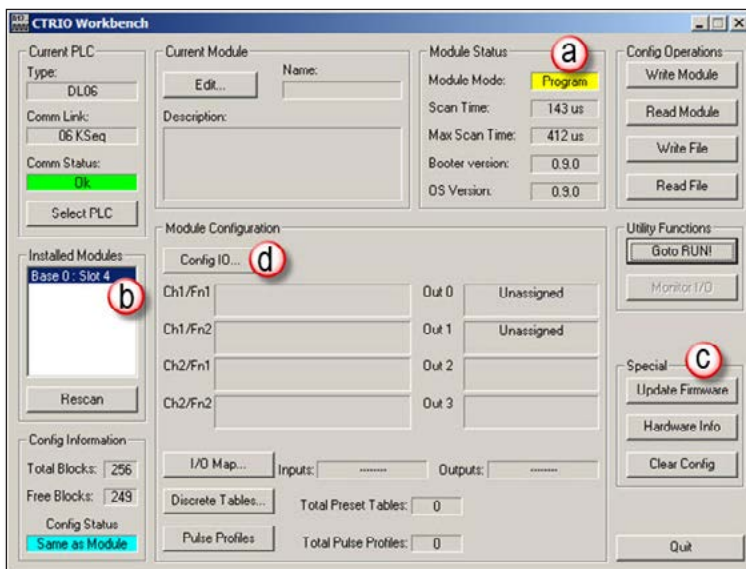 CTRIO Workbench
Current PLC
Type:
DL06
Comm Link:
06 KSeq
Comm Status:
Ok
Select PLC
Current Module
Edit...
Name:
Description:
Module Status
a
Module Mode: Program
Scan Time: 143 us
Max Scan Time: 412 us
Booter version: 0.9.0
OS Version: 0.9.0
Config Operations
Write Module
Read Module
Write File
Read File
Installed Modules
Base 0 : Slot 4
b
Rescan
Module Configuration
Config IO...
d
Ch1/Fn1
Out 0 Unassigned
Ch1/Fn2
Out 1 Unassigned
Ch2/Fn1
Out 2
Ch2/Fn2
Out 3
I/O Map...
Inputs: --------
Outputs: --------
Discrete Tables...
Total Preset Tables: 0
Pulse Profiles
Total Pulse Profiles: 0
Utility Functions
Goto RUN!
Monitor I/O
Special
c
Update Firmware
Hardware Info
Clear Config
Config Information
Total Blocks: 256
Free Blocks: 249
Config Status
Same as Module
Quit